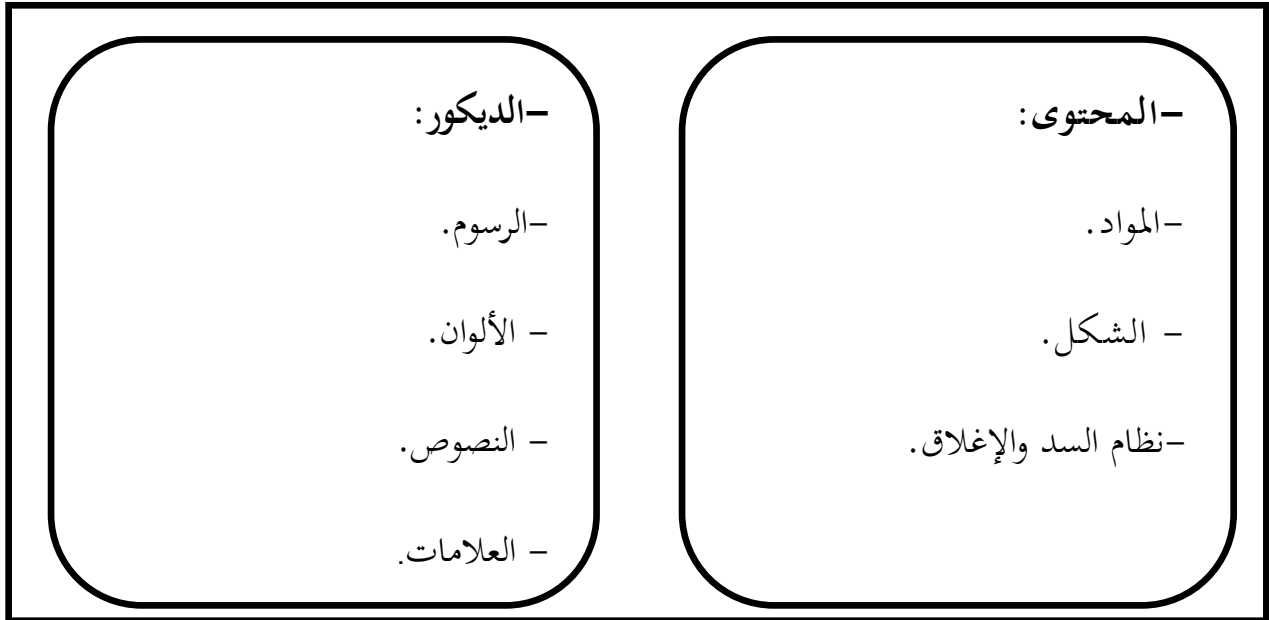 –المحتوى:
–المواد.
– الشكل.
–نظام السد والإغلاق.
–الديكور:
–الرسوم.
– الألوان.
– النصوص.
– العلامات.